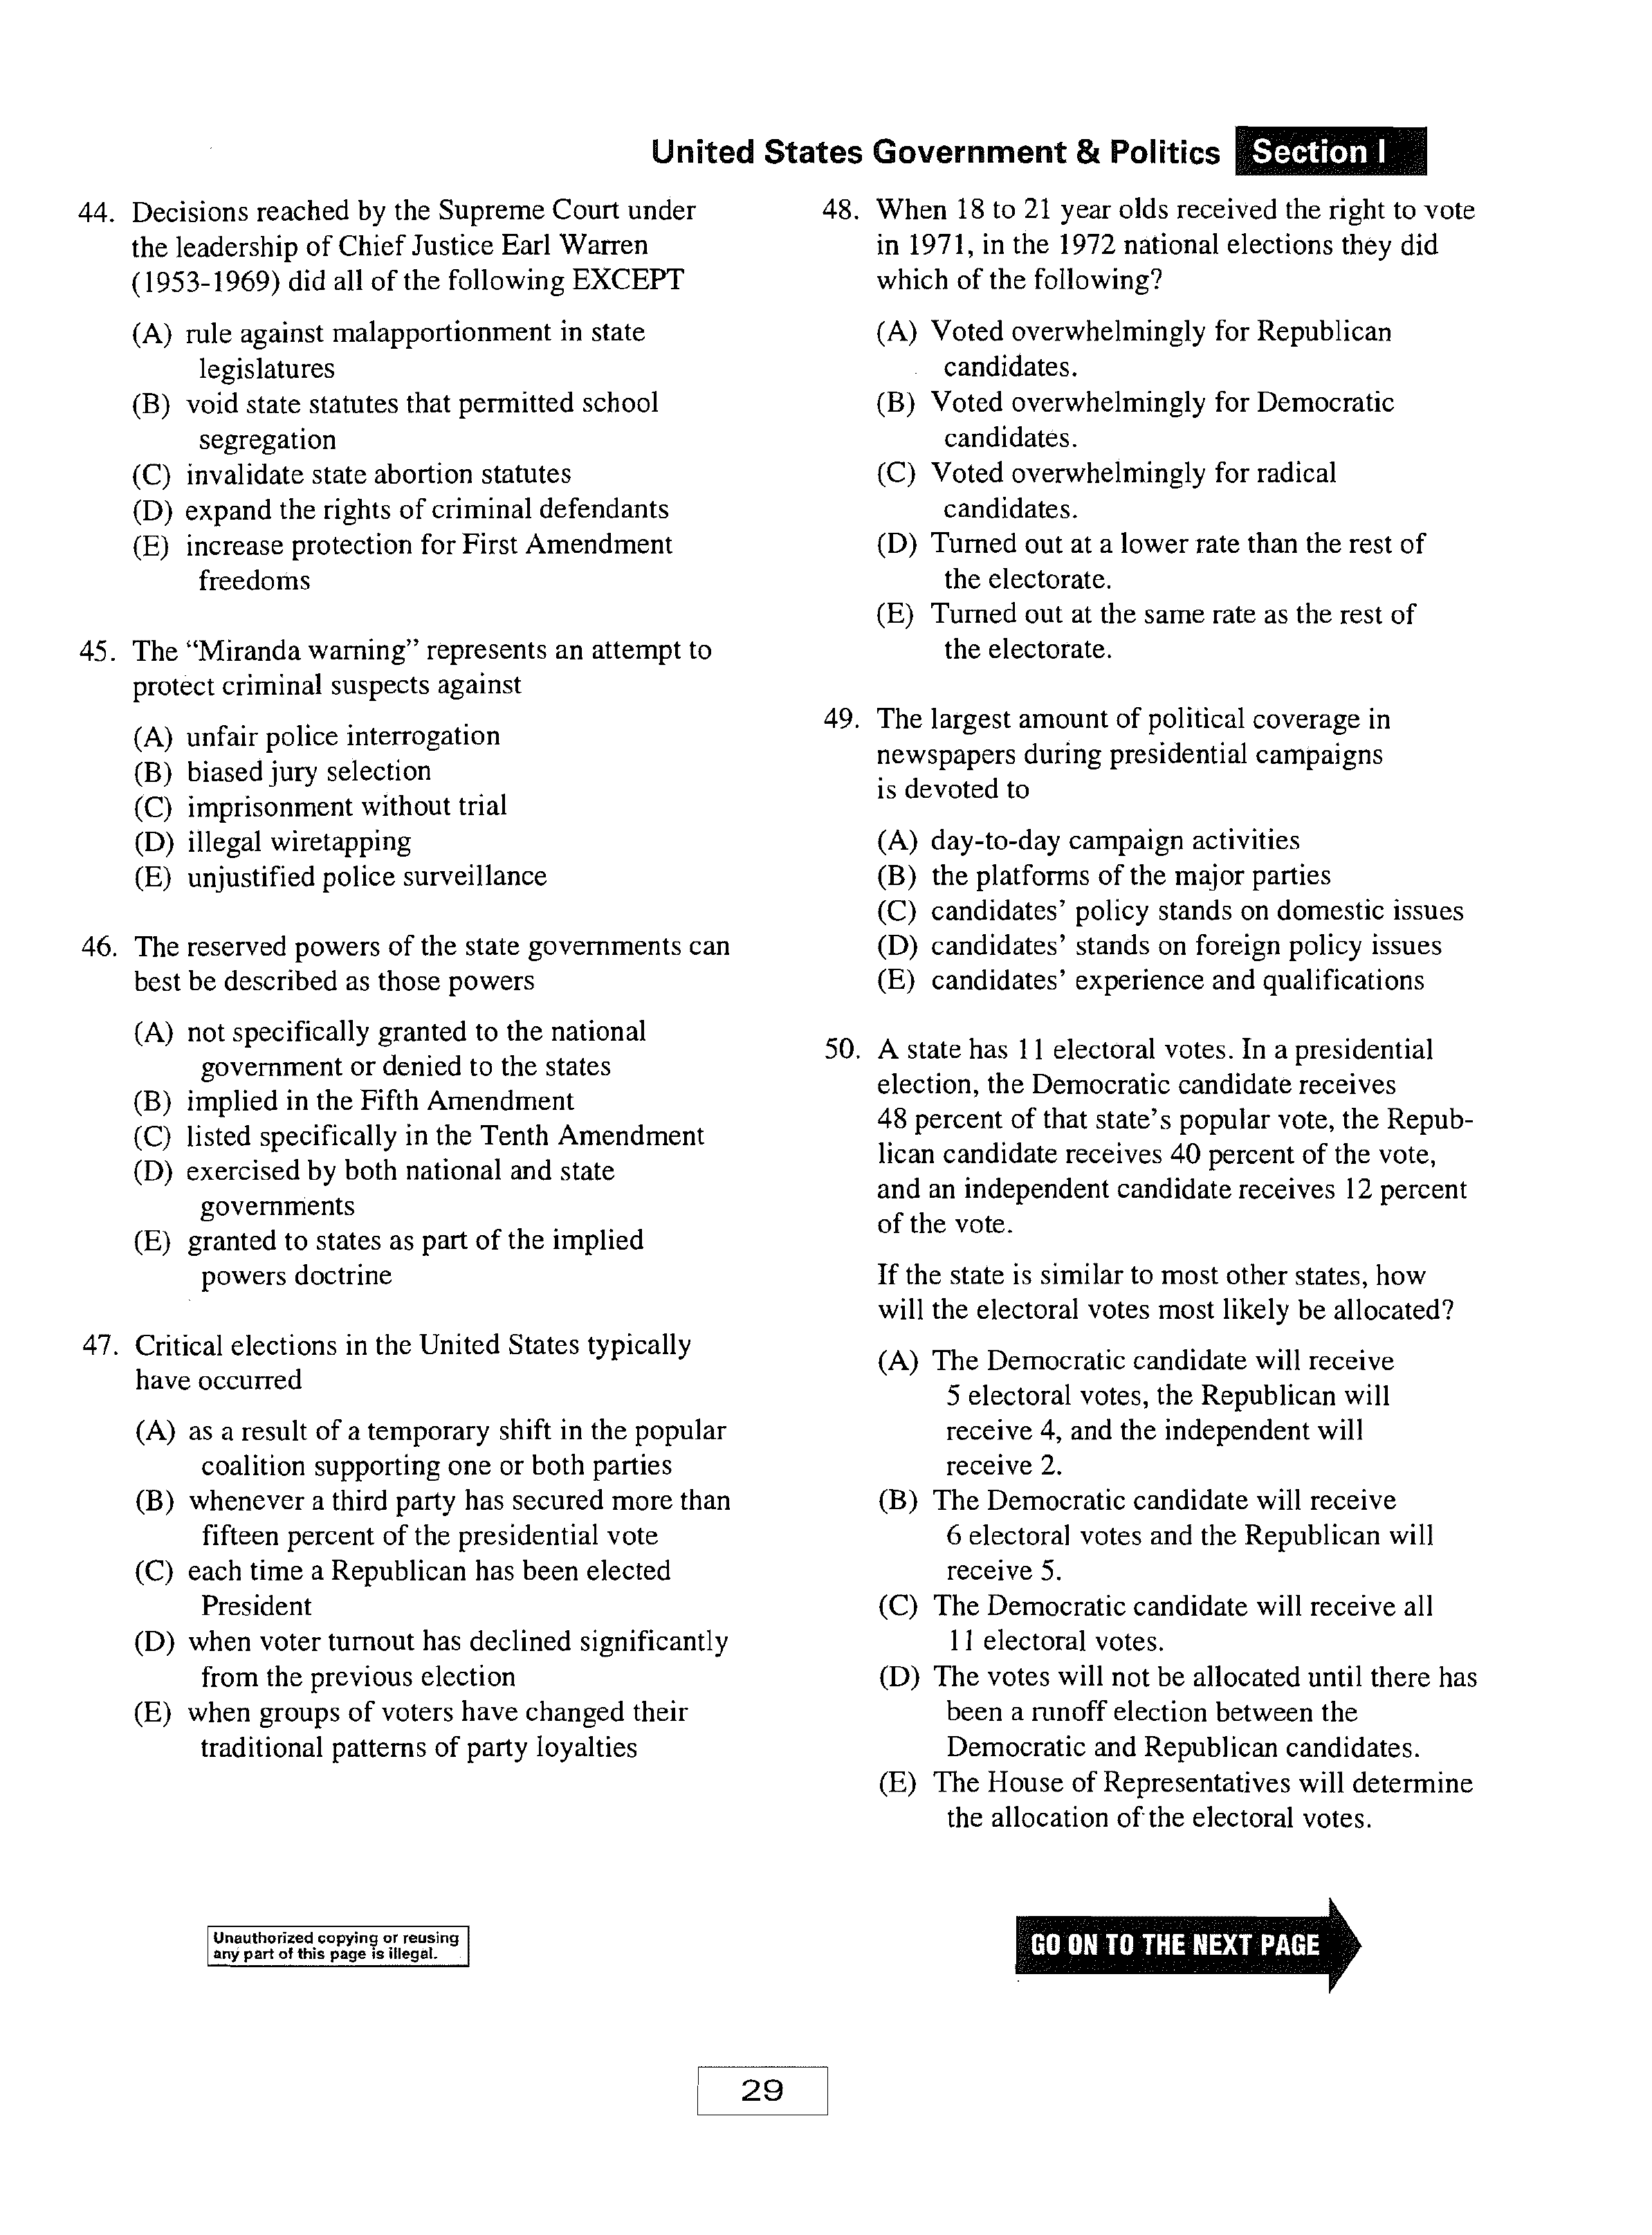 United States Government & Politics Section I
44. Decisions reached by the Supreme Court under
the leadership of Chief Justice Earl Warren
(1953-1969) did all of the following EXCEPT
(A) rule against malapportionment in state
legislatures
(B) void state statutes that permitted school
segregation
(C) invalidate state abortion statutes
(D) expand the rights of criminal defendants
(E) increase protection for First Amendment
freedoms
45. The “Miranda warning” represents an attempt to
protect criminal suspects against
(A) unfair police interrogation
(B) biased jury selection
(C) imprisonment without trial
(D) illegal wiretapping
(E) unjustified police surveillance
46. The reserved powers of the state governments can
best be described as those powers
(A) not specifically granted to the national
government or denied to the states
(B) implied in the Fifth Amendment
(C) listed specifically in the Tenth Amendment
(D) exercised by both national and state
governments
(E) granted to states as part of the implied
powers doctrine
47. Critical elections in the United States typically
have occurred
(A) as a result of a temporary shift in the popular
coalition supporting one or both parties
(B) whenever a third party has secured more than
fifteen percent of the presidential vote
(C) each time a Republican has been elected
President
(D) when voter turnout has declined significantly
from the previous election
(E) when groups of voters have changed their
traditional patterns of party loyalties
48. When 18 to 21 year olds received the right to vote
in 1971, in the 1972 national elections they did
which of the following?
(A) Voted overwhelmingly for Republican
candidates.
(B) Voted overwhelmingly for Democratic
candidates.
(C) Voted overwhelmingly for radical
candidates.
(D) Turned out at a lower rate than the rest of
the electorate.
(E) Turned out at the same rate as the rest of
the electorate.
49. The largest amount of political coverage in
newspapers during presidential campaigns
is devoted to
(A) day-to-day campaign activities
(B) the platforms of the major parties
(C) candidates’ policy stands on domestic issues
(D) candidates’ stands on foreign policy issues
(E) candidates’ experience and qualifications
50. A state has 11 electoral votes. In a presidential
election, the Democratic candidate receives
48 percent of that state’s popular vote, the Repub-
lican candidate receives 40 percent of the vote,
and an independent candidate receives 12 percent
of the vote.
If the state is similar to most other states, how
will the electoral votes most likely be allocated?
(A) The Democratic candidate will receive
5 electoral votes, the Republican will
receive 4, and the independent will
receive 2.
(B) The Democratic candidate will receive
6 electoral votes and the Republican will
receive 5.
(C) The Democratic candidate will receive all
11 electoral votes.
(D) The votes will not be allocated until there has
been a runoff election between the
Democratic and Republican candidates.
(E) The House of Representatives will determine
the allocation of the electoral votes.
Unauthorized copying or reusing
any part of this page is illegal.
GO ON TO THE NEXT PAGE
29